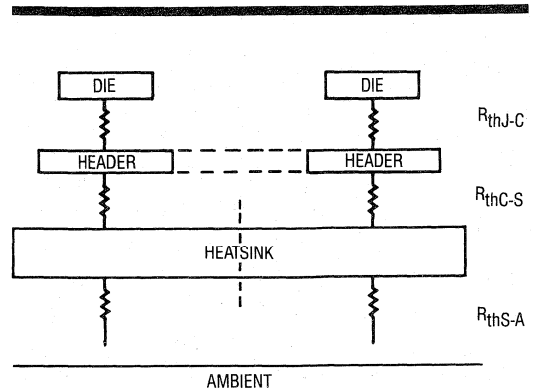 DIE DIE
RthJ-C
HEADER HEADER
RthC-S
HEATSINK
RthS-A
AMBIENT